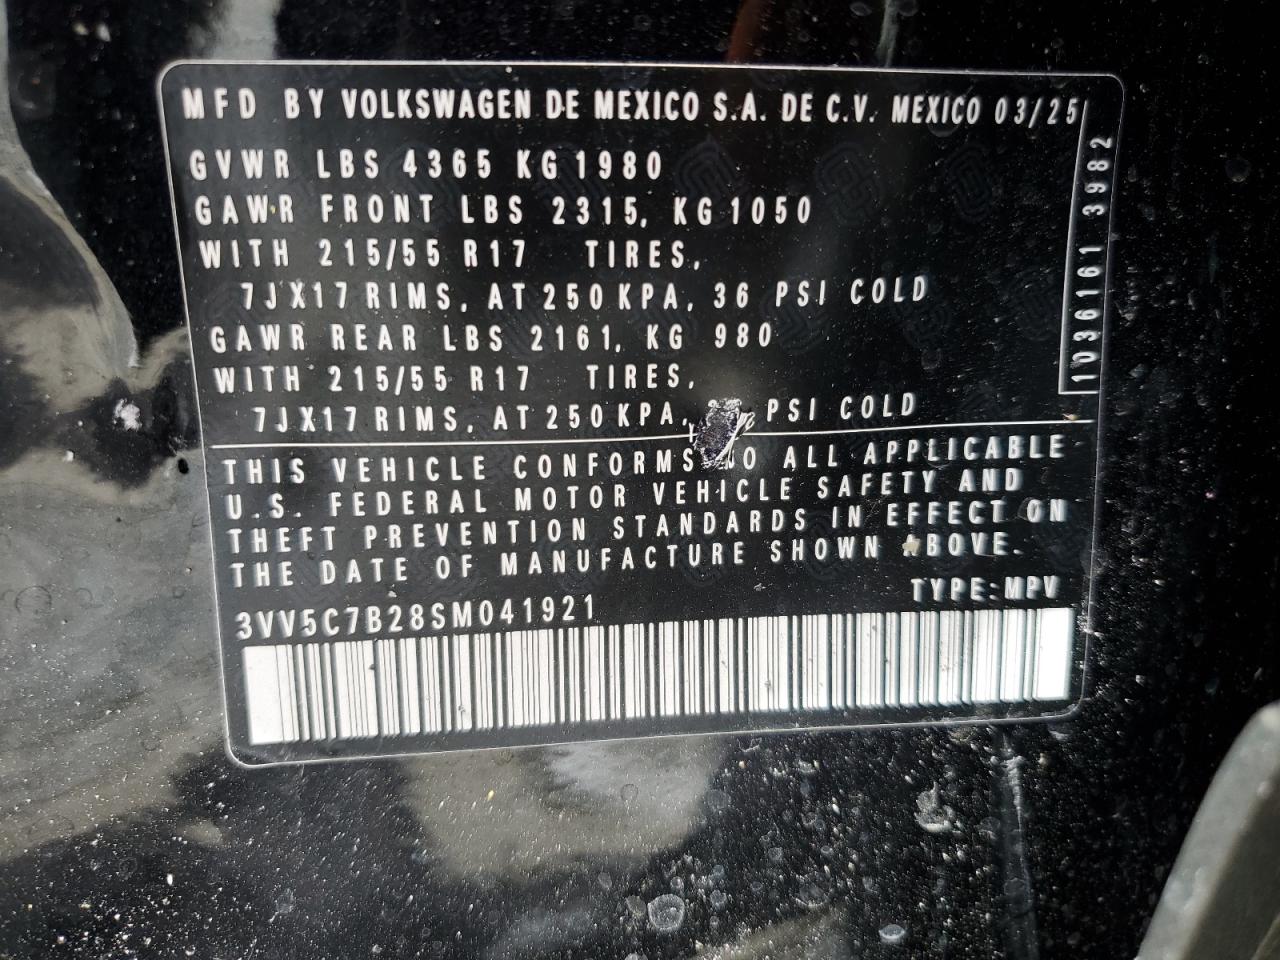 MFD BY VOLKSWAGEN DE MEXICO S.A. DE C.V. MEXICO 03/25
GVWR LBS 4365 KG 1980
GAWR FRONT LBS 2315, KG 1050
WITH 215/55 R17 TIRES,
7JX17 RIMS, AT 250 KPA, 36 PSI COLD
GAWR REAR LBS 2161, KG 980
WITH 215/55 R17 TIRES,
7JX17 RIMS, AT 250 KPA, PSI COLD
THIS VEHICLE CONFORMS TO ALL APPLICABLE
U.S. FEDERAL MOTOR VEHICLE SAFETY AND
THEFT PREVENTION STANDARDS IN EFFECT ON
THE DATE OF MANUFACTURE SHOWN ABOVE.
TYPE: MPV
3VV5C7B28SM041921
1036161 3982